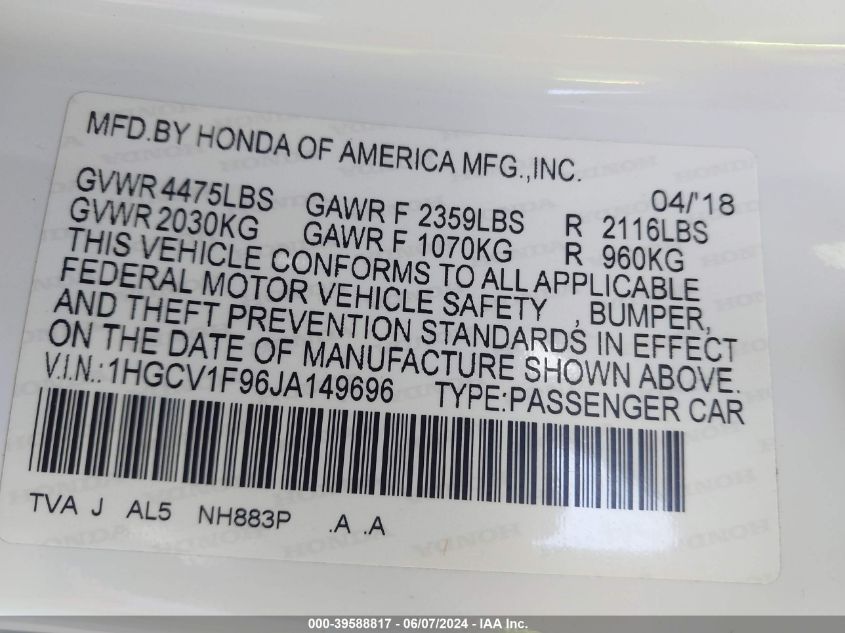 MFD.BY HONDA OF AMERICA MFG.,INC.
04/'18
GVWR 4475LBS GAWR F 2359LBS R 2116LBS
GVWR 2030KG GAWR F 1070KG R 960KG
THIS VEHICLE CONFORMS TO ALL APPLICABLE
FEDERAL MOTOR VEHICLE SAFETY , BUMPER,
AND THEFT PREVENTION STANDARDS IN EFFECT
ON THE DATE OF MANUFACTURE SHOWN ABOVE.
V.I.N.:1HGCV1F96JA149696 TYPE:PASSENGER CAR
TVA J AL5 NH883P .A .A
000-39588817 - 06/07/2024 - IAA Inc.